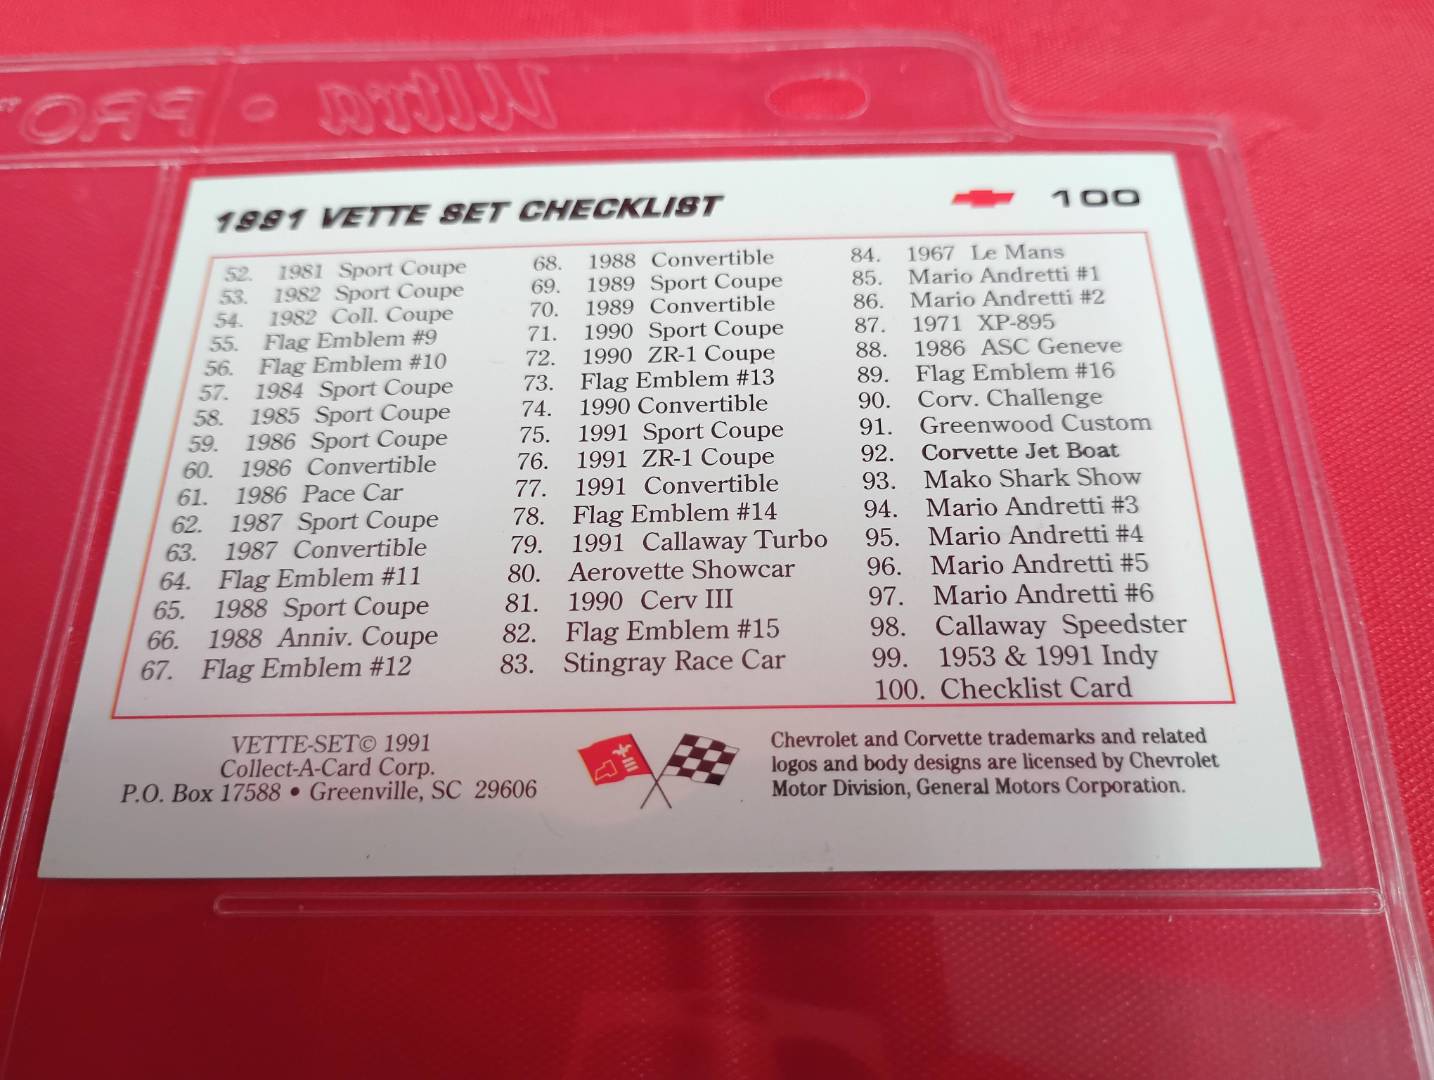 Ultra • PRO™
1991 VETTE SET CHECKLIST
100
52. 1981 Sport Coupe
53. 1982 Sport Coupe
54. 1982 Coll. Coupe
55. Flag Emblem #9
56. Flag Emblem #10
57. 1984 Sport Coupe
58. 1985 Sport Coupe
59. 1986 Sport Coupe
60. 1986 Convertible
61. 1986 Pace Car
62. 1987 Sport Coupe
63. 1987 Convertible
64. Flag Emblem #11
65. 1988 Sport Coupe
66. 1988 Anniv. Coupe
67. Flag Emblem #12
68. 1988 Convertible
69. 1989 Sport Coupe
70. 1989 Convertible
71. 1990 Sport Coupe
72. 1990 ZR-1 Coupe
73. Flag Emblem #13
74. 1990 Convertible
75. 1991 Sport Coupe
76. 1991 ZR-1 Coupe
77. 1991 Convertible
78. Flag Emblem #14
79. 1991 Callaway Turbo
80. Aerovette Showcar
81. 1990 Cerv III
82. Flag Emblem #15
83. Stingray Race Car
84. 1967 Le Mans
85. Mario Andretti #1
86. Mario Andretti #2
87. 1971 XP-895
88. 1986 ASC Geneve
89. Flag Emblem #16
90. Corv. Challenge
91. Greenwood Custom
92. Corvette Jet Boat
93. Mako Shark Show
94. Mario Andretti #3
95. Mario Andretti #4
96. Mario Andretti #5
97. Mario Andretti #6
98. Callaway Speedster
99. 1953 & 1991 Indy
100. Checklist Card
VETTE-SET© 1991
Collect-A-Card Corp.
P.O. Box 17588 • Greenville, SC 29606
Chevrolet and Corvette trademarks and related
logos and body designs are licensed by Chevrolet
Motor Division, General Motors Corporation.